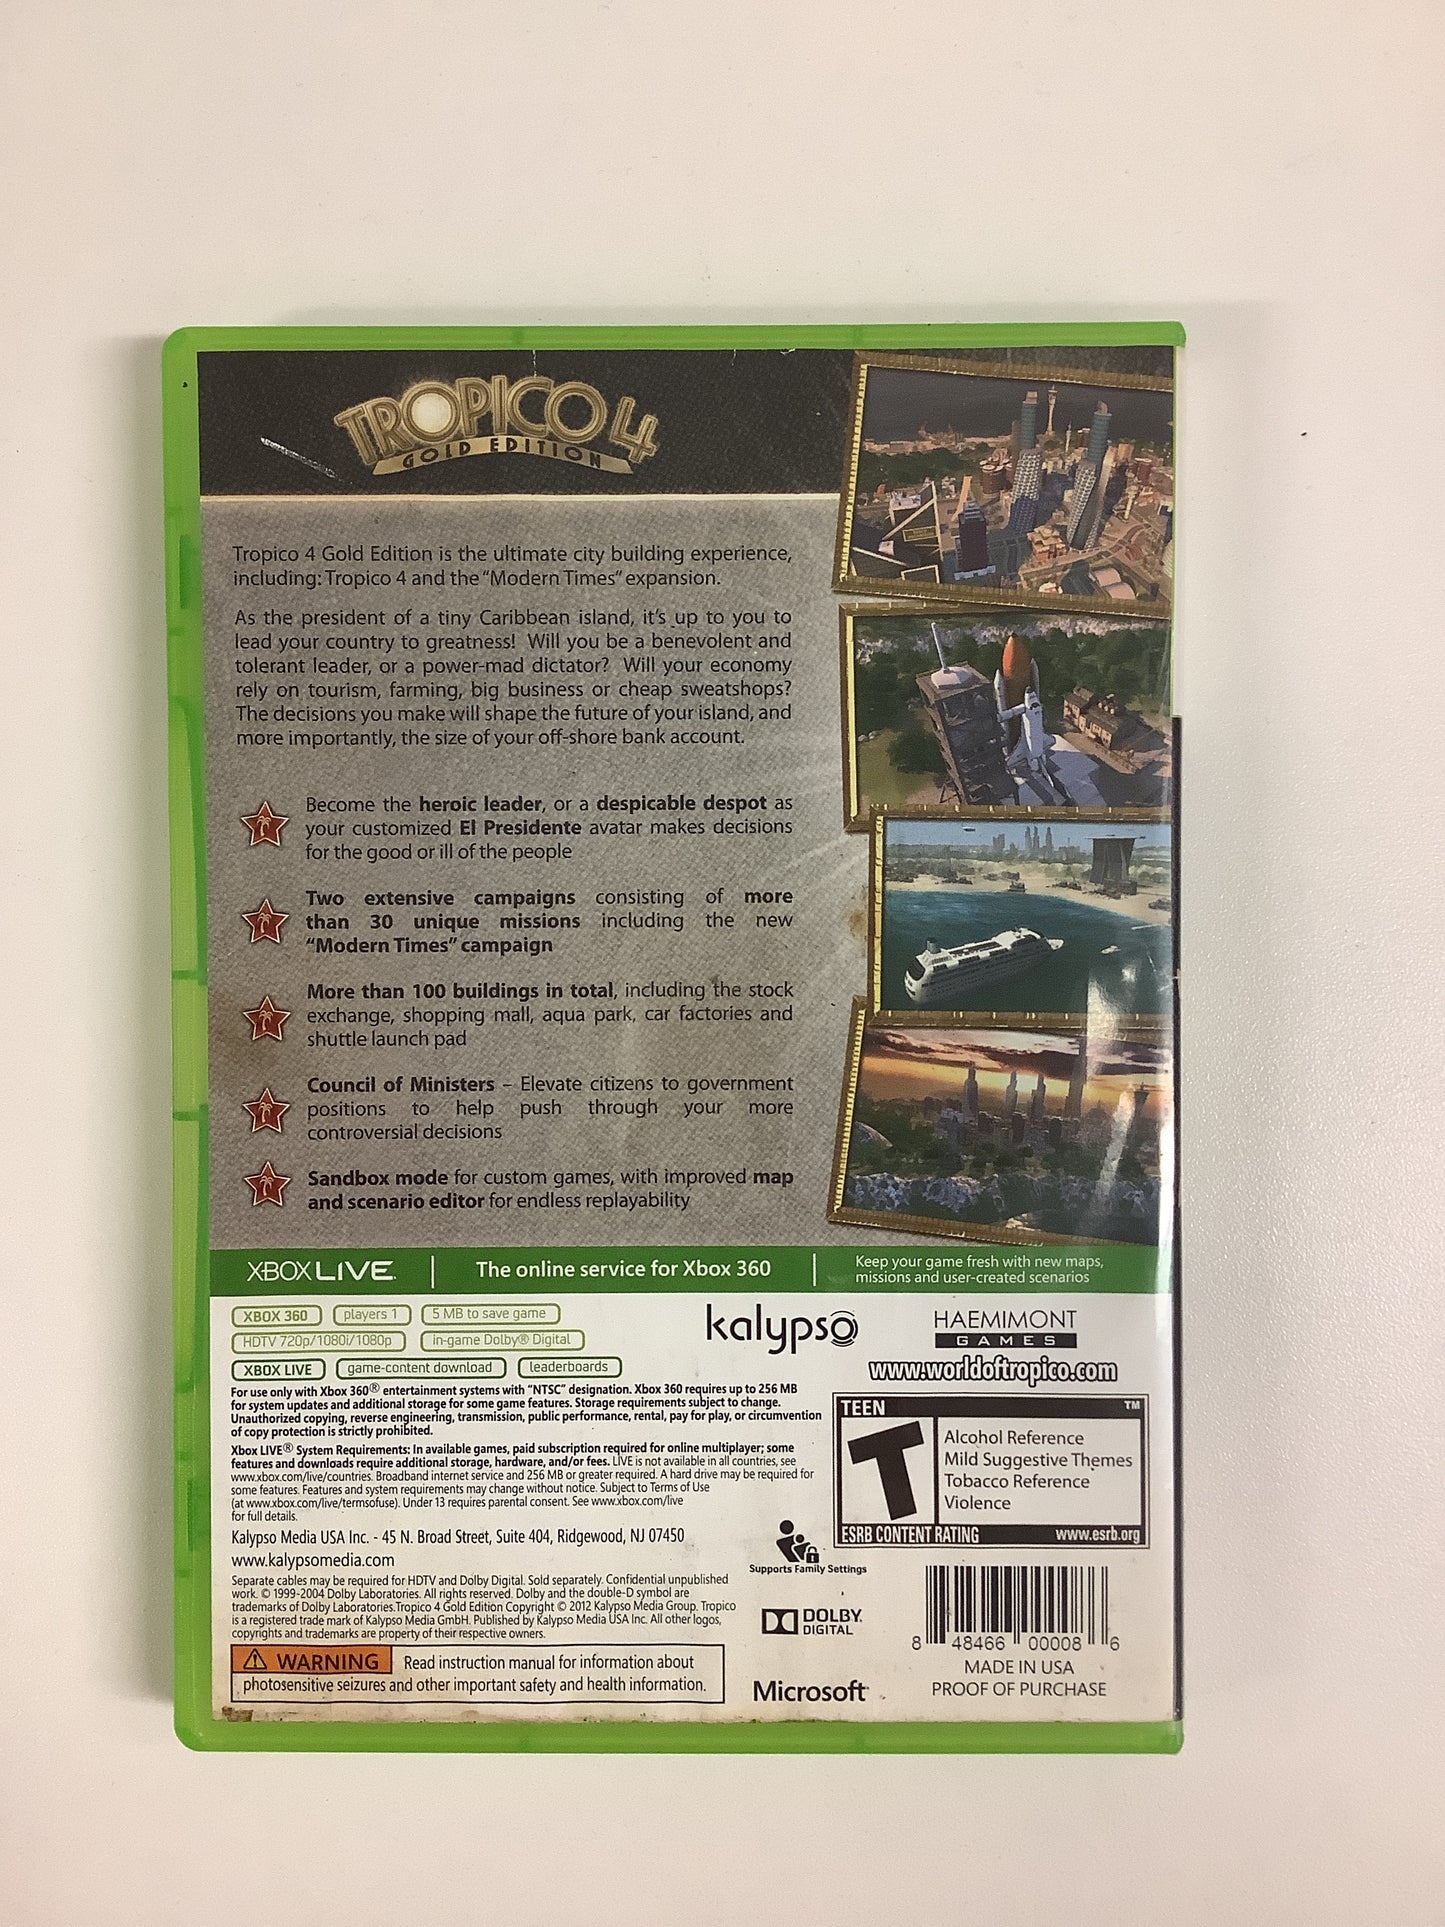 TROPICO 4
GOLD EDITION
Tropico 4 Gold Edition is the ultimate city building experience,
including: Tropico 4 and the "Modern Times" expansion.
As the president of a tiny Caribbean island, it's up to you to
lead your country to greatness! Will you be a benevolent and
tolerant leader, or a power-mad dictator? Will your economy
rely on tourism, farming, big business or cheap sweatshops?
The decisions you make will shape the future of your island, and
more importantly, the size of your off-shore bank account.
Become the heroic leader, or a despicable despot as
your customized El Presidente avatar makes decisions
for the good or ill of the people
Two extensive campaigns consisting of more
than 30 unique missions including the new
"Modern Times" campaign
More than 100 buildings in total, including the stock
exchange, shopping mall, aqua park, car factories and
shuttle launch pad
Council of Ministers – Elevate citizens to government
positions to help push through your more
controversial decisions
Sandbox mode for custom games, with improved map
and scenario editor for endless replayability
XBOX LIVE
The online service for Xbox 360
Keep your game fresh with new maps,
missions and user-created scenarios
XBOX 360 players 1 5 MB to save game
HDTV 720p/1080i/1080p in-game Dolby® Digital
XBOX LIVE game-content download leaderboards
kalypso
HAEMIMONT
GAMES
www.worldoftropico.com
For use only with Xbox 360® entertainment systems with "NTSC" designation. Xbox 360 requires up to 256 MB
for system updates and additional storage for some game features. Storage requirements subject to change.
Unauthorized copying, reverse engineering, transmission, public performance, rental, pay for play, or circumvention
of copy protection is strictly prohibited.
Xbox LIVE® System Requirements: In available games, paid subscription required for online multiplayer; some
features and downloads require additional storage, hardware, and/or fees. LIVE is not available in all countries, see
www.xbox.com/live/countries. Broadband internet service and 256 MB or greater required. A hard drive may be required for
some features. Features and system requirements may change without notice. Subject to Terms of Use
(at www.xbox.com/live/termsofuse). Under 13 requires parental consent. See www.xbox.com/live
for full details.
Kalypso Media USA Inc. - 45 N. Broad Street, Suite 404, Ridgewood, NJ 07450
www.kalypsomedia.com
Separate cables may be required for HDTV and Dolby Digital. Sold separately. Confidential unpublished
work. © 1999-2004 Dolby Laboratories. All rights reserved. Dolby and the double-D symbol are
trademarks of Dolby Laboratories.Tropico 4 Gold Edition Copyright © 2012 Kalypso Media Group. Tropico
is a registered trade mark of Kalypso Media GmbH. Published by Kalypso Media USA Inc. All other logos,
copyrights and trademarks are property of their respective owners.
WARNING Read instruction manual for information about
photosensitive seizures and other important safety and health information.
TEEN ™
T
Alcohol Reference
Mild Suggestive Themes
Tobacco Reference
Violence
ESRB CONTENT RATING www.esrb.org
Supports Family Settings
DOLBY.
DIGITAL
Microsoft
8 48466 00008 6
MADE IN USA
PROOF OF PURCHASE